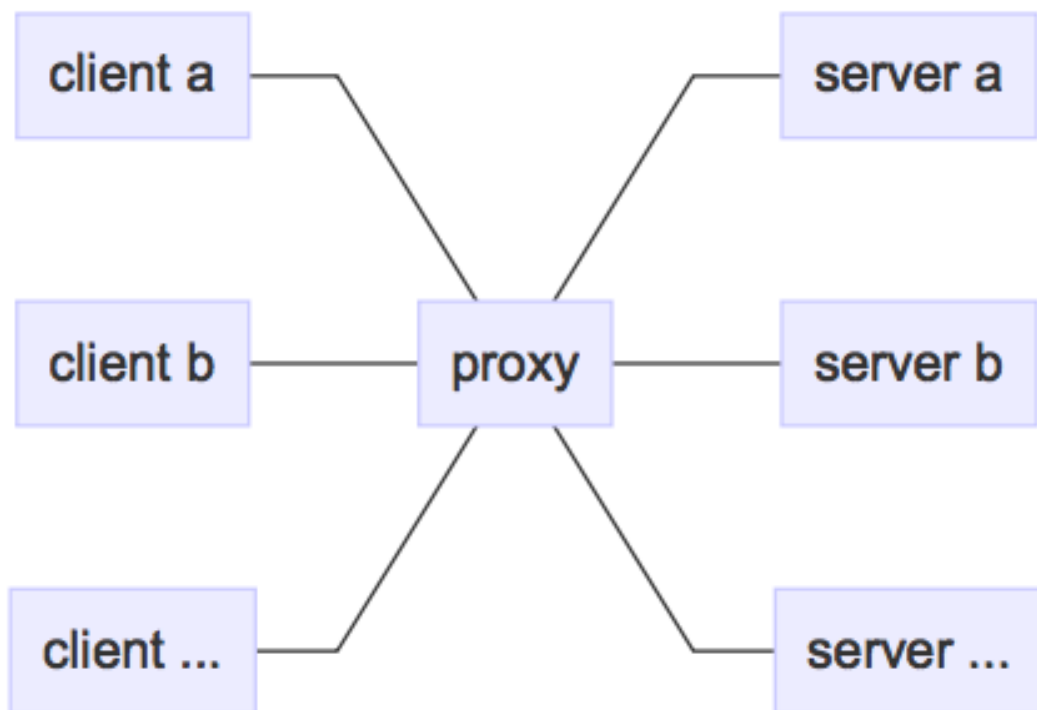 client a
server a
client b
proxy
server b
client ...
server ...